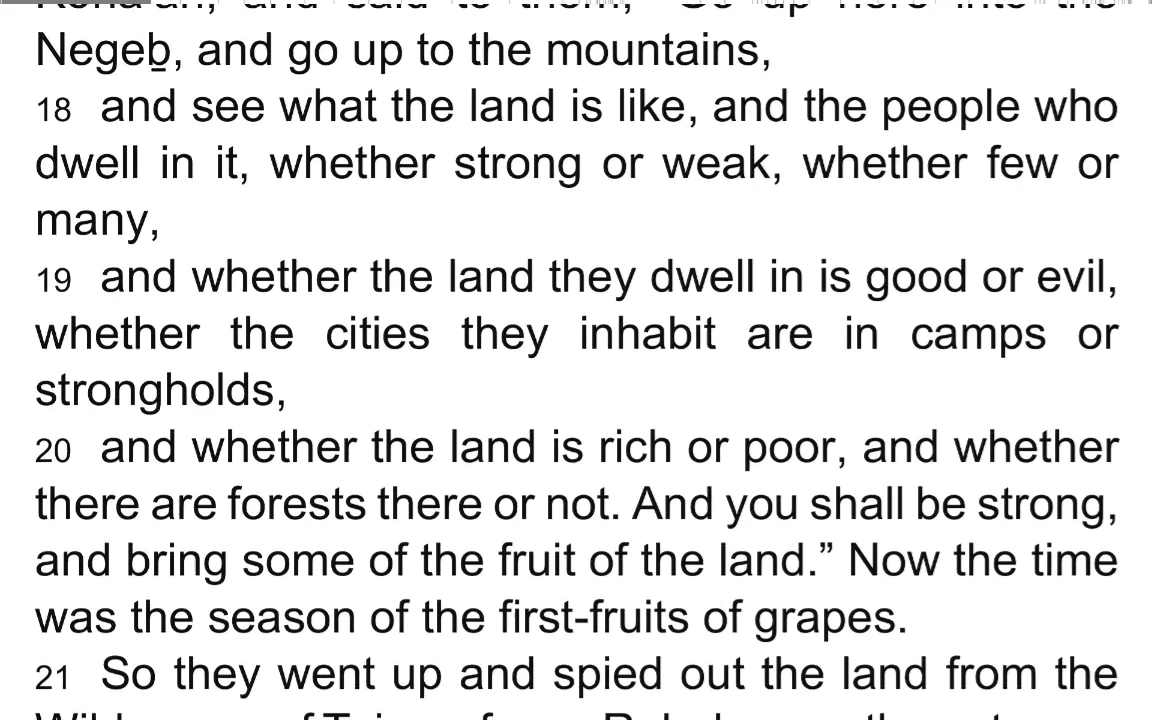 Negeḇ, and go up to the mountains,
18 and see what the land is like, and the people who
dwell in it, whether strong or weak, whether few or
many,
19 and whether the land they dwell in is good or evil,
whether the cities they inhabit are in camps or
strongholds,
20 and whether the land is rich or poor, and whether
there are forests there or not. And you shall be strong,
and bring some of the fruit of the land.” Now the time
was the season of the first-fruits of grapes.
21 So they went up and spied out the land from the